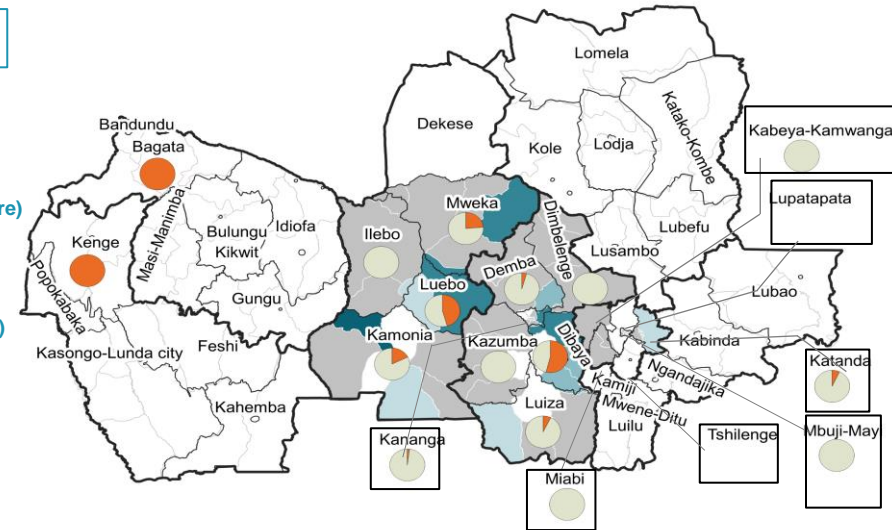 Lomela
Katako-Kombe
Dekese
Kabeya-Kamwanga
Bandundu
Bagata
Kole
Lodja
Lupatapata
re)
Mweka
Masi-Manimba
Idiofa
Bulungu
Kikwit
Ilebo
Dimbelenge
Lubefu
Kenge
Lusambo
Popokabaka
Demba
Gungu
Luebo
Lubao
)
Kamonia
Kazumba
Dibaya
Kabinda
Kasongo-Lunda city
Feshi
Katanda
Ngandajika
Kamiji
Kahemba
Mwene-Ditu
Luiza
Luilu
Kananga
Tshilenge
Mbuji-May
Miabi